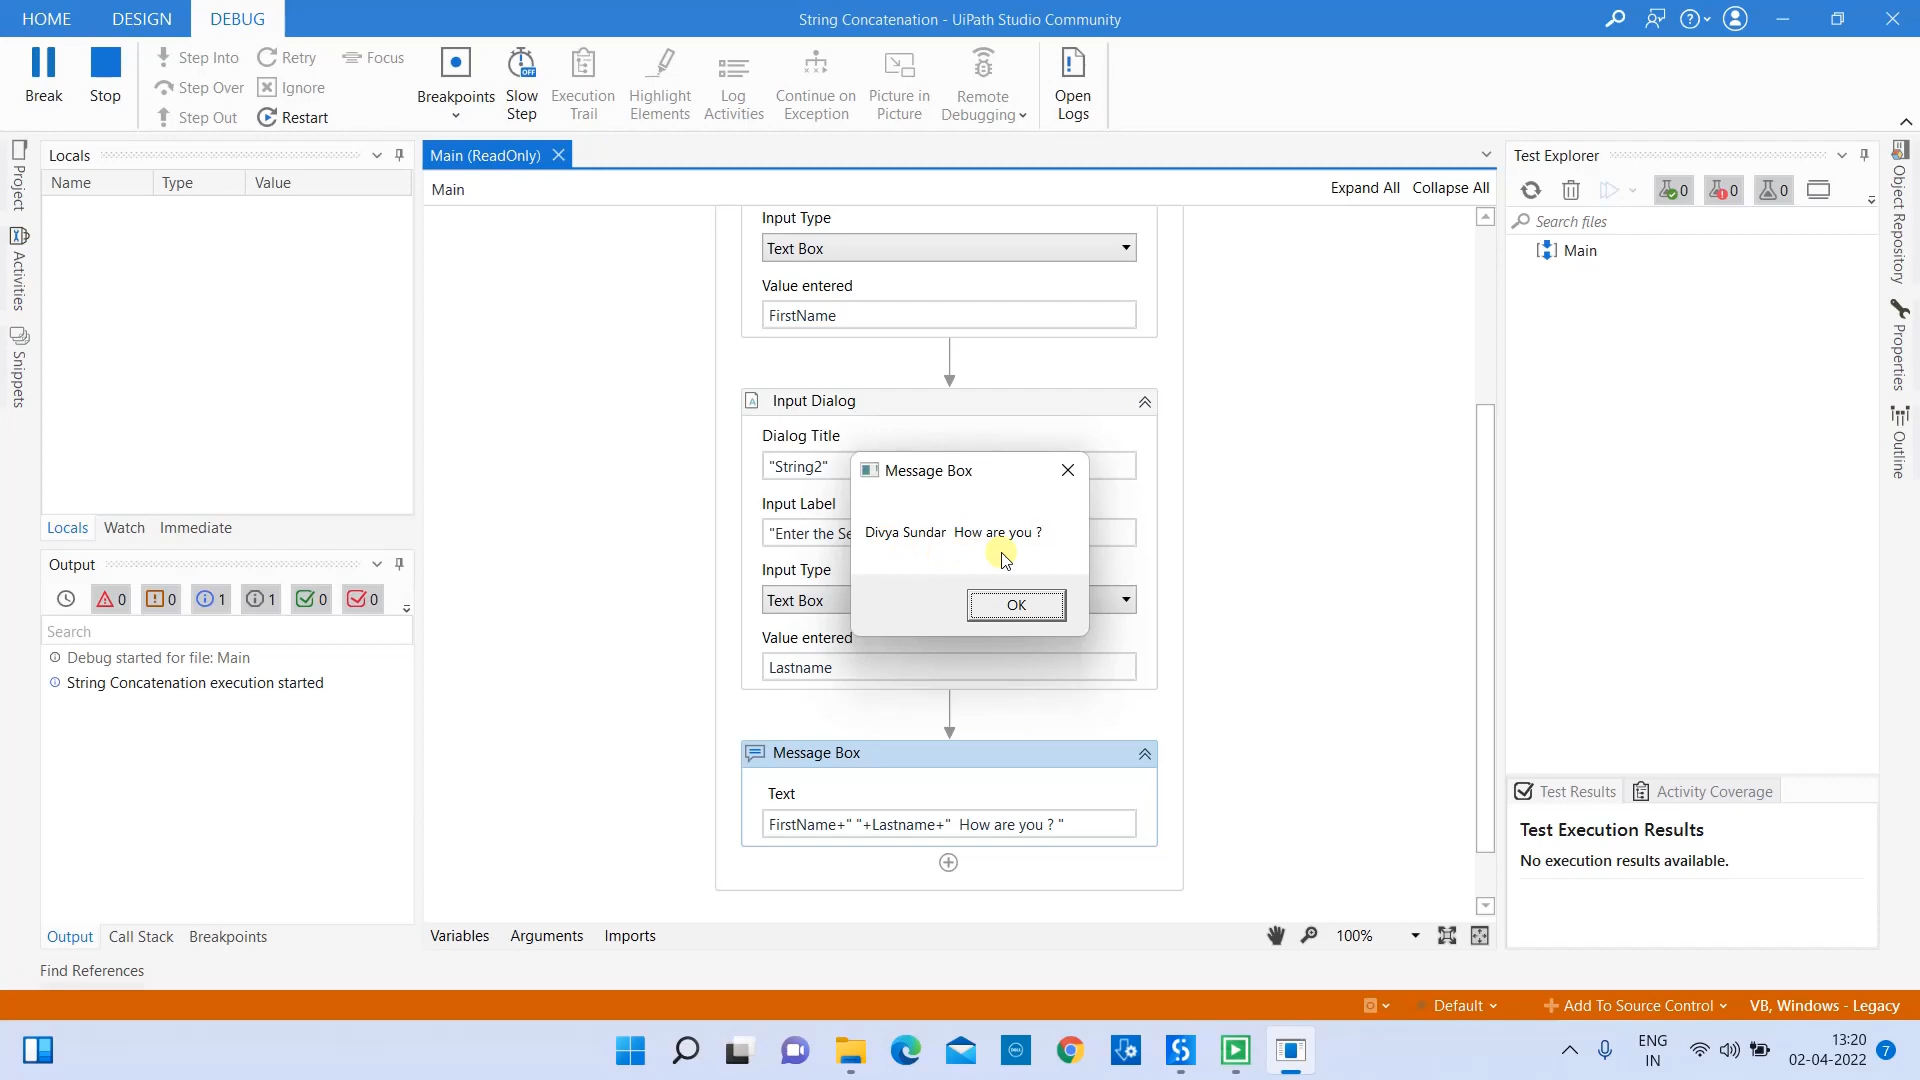 HOME DESIGN DEBUG
String Concatenation - UiPath Studio Community
Break
Stop
Step Into
Step Over
Step Out
Retry
Ignore
Restart
Focus
Breakpoints
Slow
Step
OFF
Execution
Trail
Highlight
Elements
Log
Activities
Continue on
Exception
Picture in
Picture
Remote
Debugging
Open
Logs
Project
Activities
Snippets
Locals
Name Type Value
Locals Watch Immediate
Output
0 0 1 1 0 0
Search
Debug started for file: Main
String Concatenation execution started
Output Call Stack Breakpoints
Find References
Main (ReadOnly)
Main
Expand All Collapse All
Input Type
Text Box
Value entered
FirstName
Input Dialog
Dialog Title
"String2"
Input Label
"Enter the Se
Input Type
Text Box
Value entered
Lastname
Message Box
Divya Sundar  How are you ?
OK
Message Box
Text
FirstName+" "+Lastname+"  How are you ? "
Variables Arguments Imports
100%
Test Explorer
0 0 0
Search files
Main
Test Results Activity Coverage
Test Execution Results
No execution results available.
Object Repository
Properties
Outline
Default
Add To Source Control
VB, Windows - Legacy
ENG
IN
13:20
02-04-2022
7